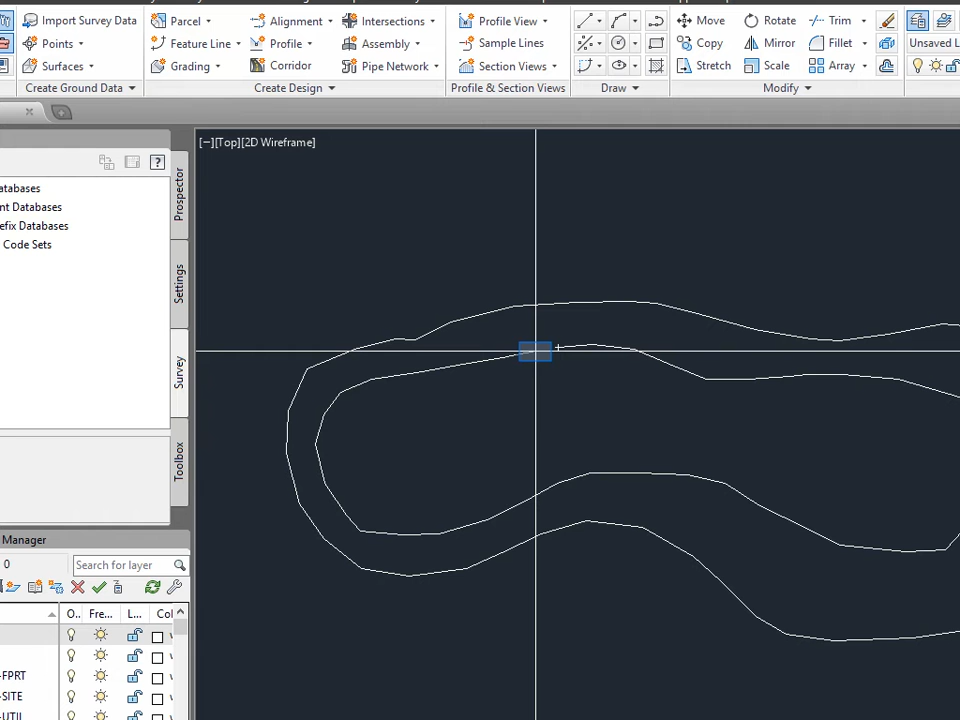 Import Survey Data
Parcel
Alignment
Intersections
Profile View
Move
Rotate
Trim
Points
Feature Line
Profile
Assembly
Sample Lines
Copy
Mirror
Fillet
Unsaved L
Surfaces
Grading
Corridor
Pipe Network
Section Views
Stretch
Scale
Array
Create Ground Data
Create Design
Profile & Section Views
Draw
Modify
[−][Top][2D Wireframe]
?
atabases
nt Databases
efix Databases
Code Sets
Prospector
Settings
Survey
Toolbox
Manager
0
Search for layer
O..
Fre...
L...
Col
-FPRT
-SITE
-UTIL